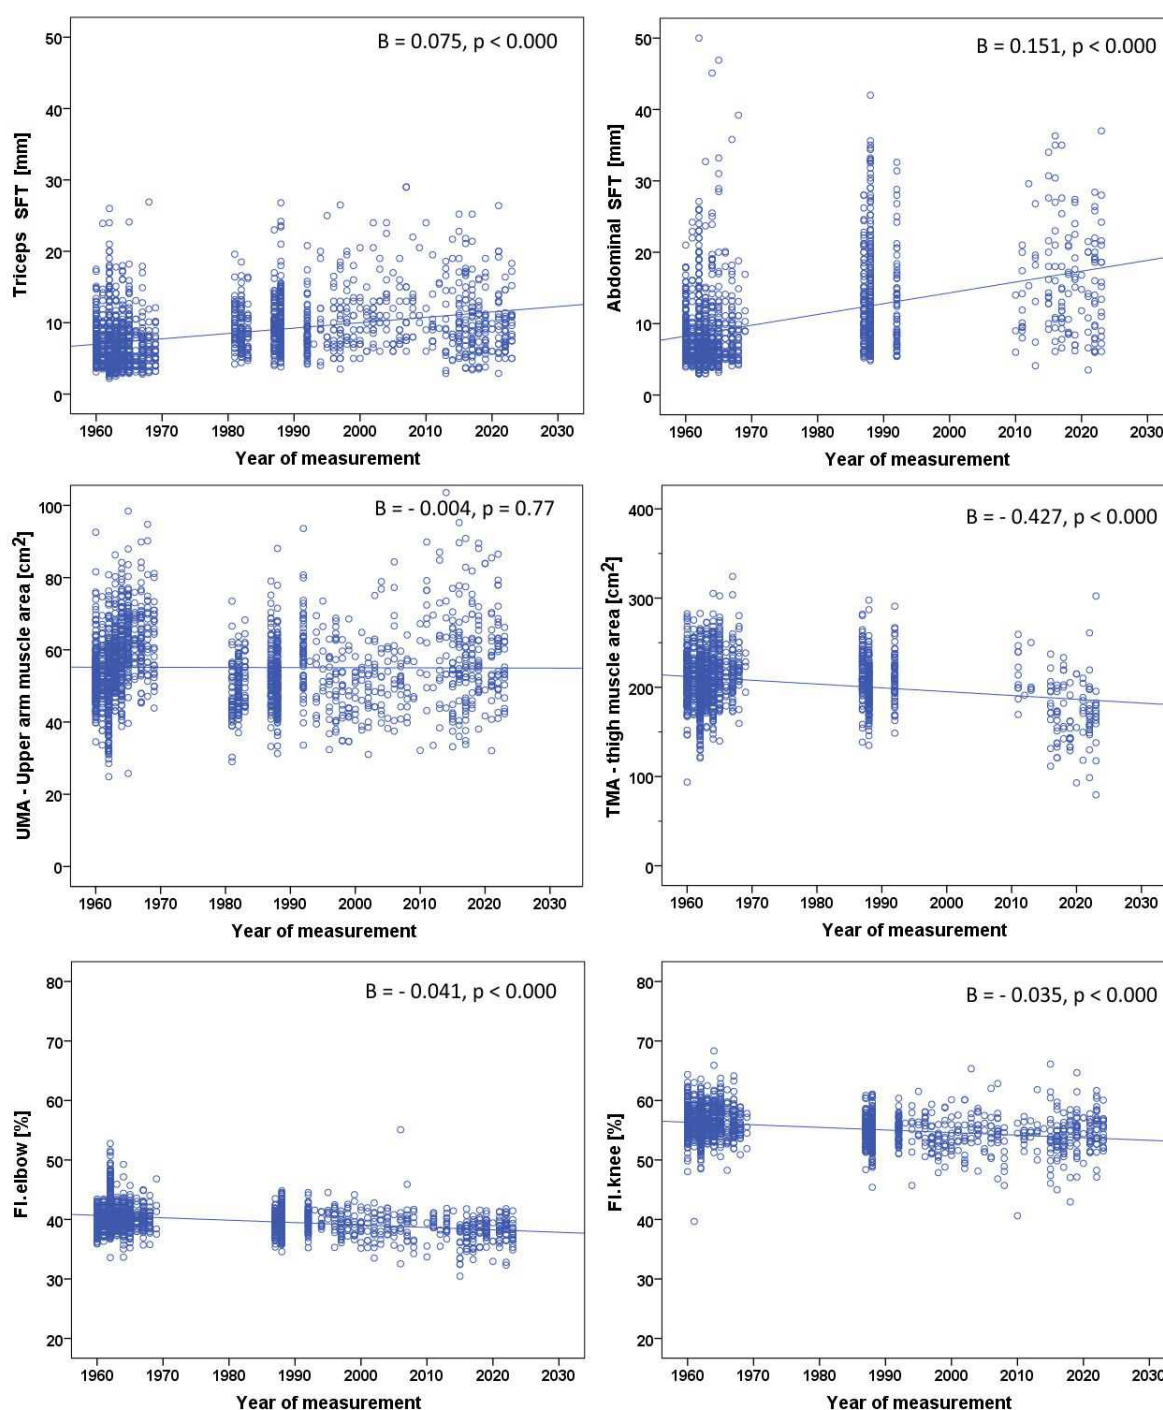 B = 0.075, p < 0.000
Triceps SFT [mm]
50
40
30
20
10
0
1960 1970 1980 1990 2000 2010 2020 2030
Year of measurement
B = 0.151, p < 0.000
Abdominal SFT [mm]
50
40
30
20
10
0
1960 1970 1980 1990 2000 2010 2020 2030
Year of measurement
B = - 0.004, p = 0.77
UMA - Upper arm muscle area [cm2]
100
80
60
40
20
0
1960 1970 1980 1990 2000 2010 2020 2030
Year of measurement
B = - 0.427, p < 0.000
TMA - thigh muscle area [cm2]
400
300
200
100
0
1960 1970 1980 1990 2000 2010 2020 2030
Year of measurement
B = - 0.041, p < 0.000
FI.elbow [%]
80
70
60
50
40
30
20
1960 1970 1980 1990 2000 2010 2020 2030
Year of measurement
B = - 0.035, p < 0.000
FI.knee [%]
80
70
60
50
40
30
20
1960 1970 1980 1990 2000 2010 2020 2030
Year of measurement